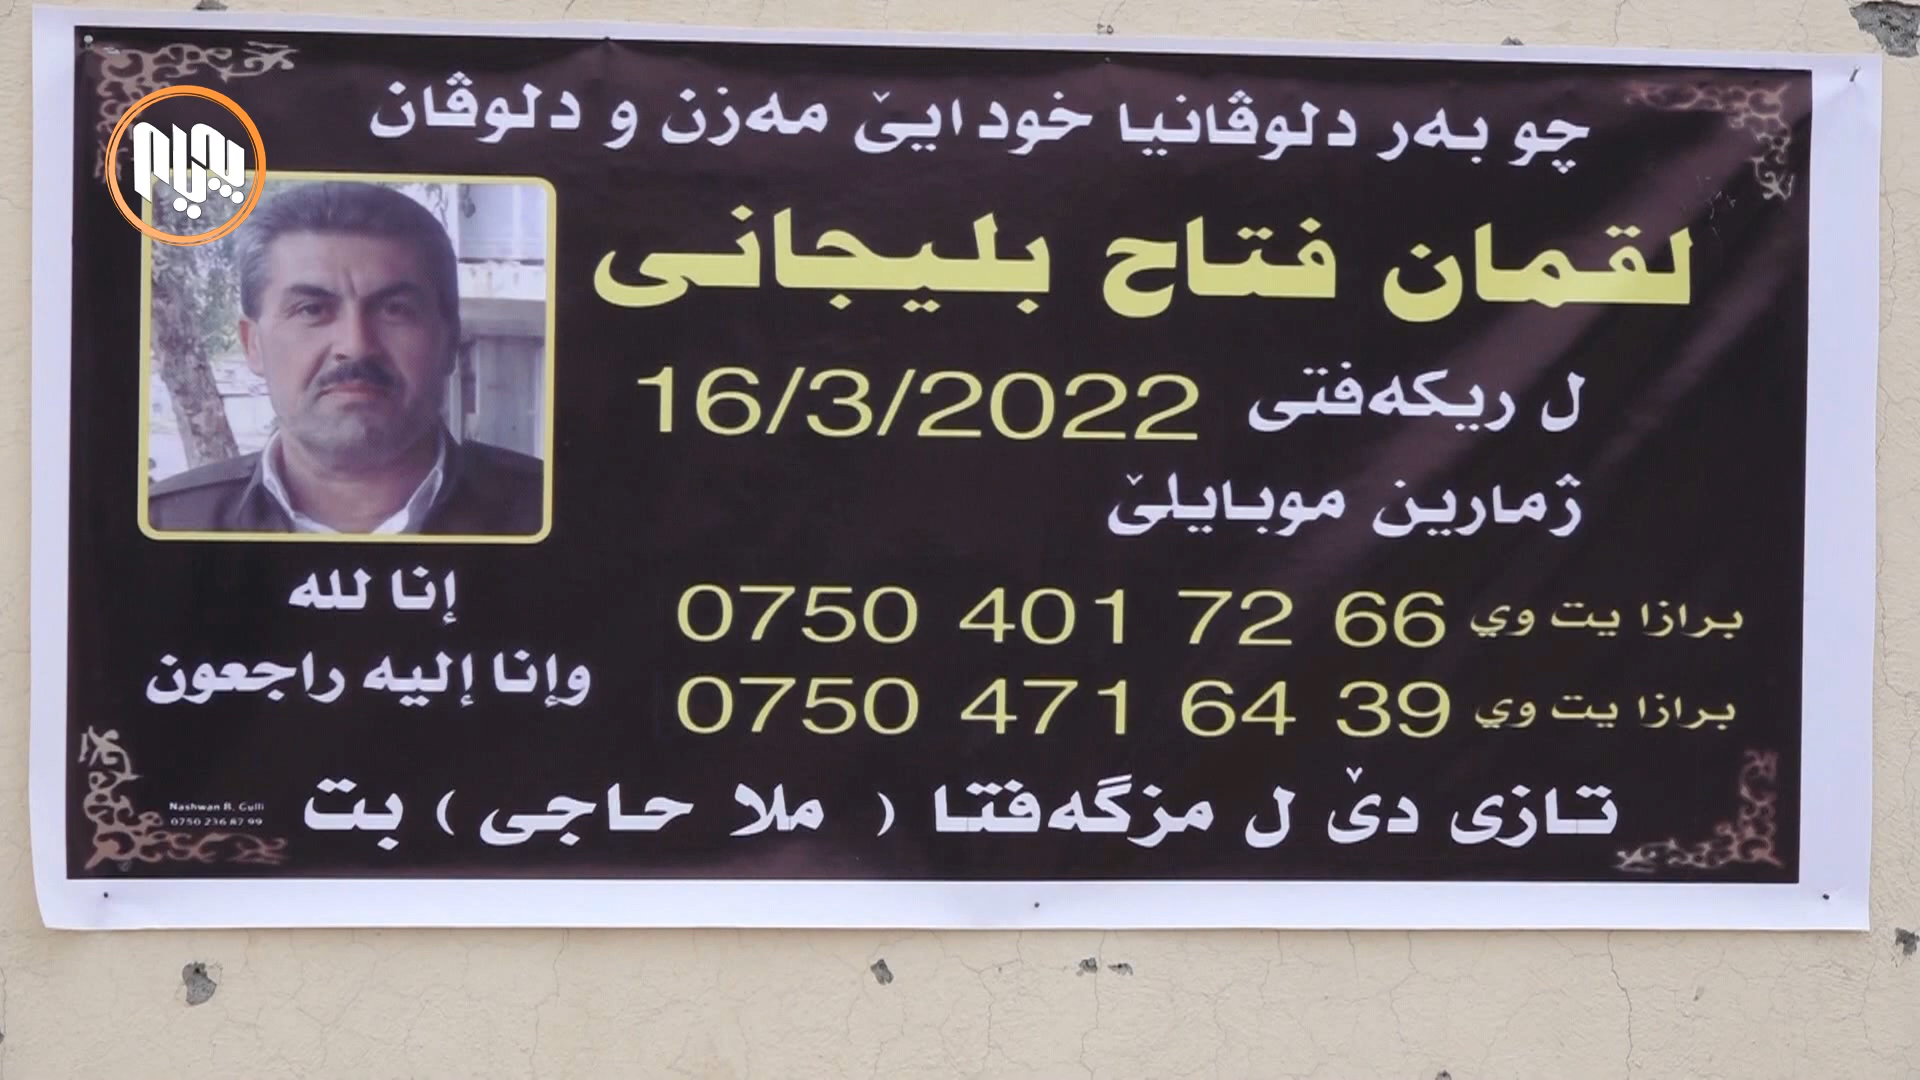 چو بەر دلوڤانیا خودایێ مەزن و دلوڤان
لقمان فتاح بلیجانی
ل ریکەفتی 16/3/2022
ژمارین موبایلێ
برازا یت وي 0750 401 72 66
برازا یت وي 0750 471 64 39
إنا لله
وإنا إليه راجعون
تازی دێ ل مزگەفتا ( ملا حاجی ) بت
Nashwan B. Gulli
0750 236 87 99